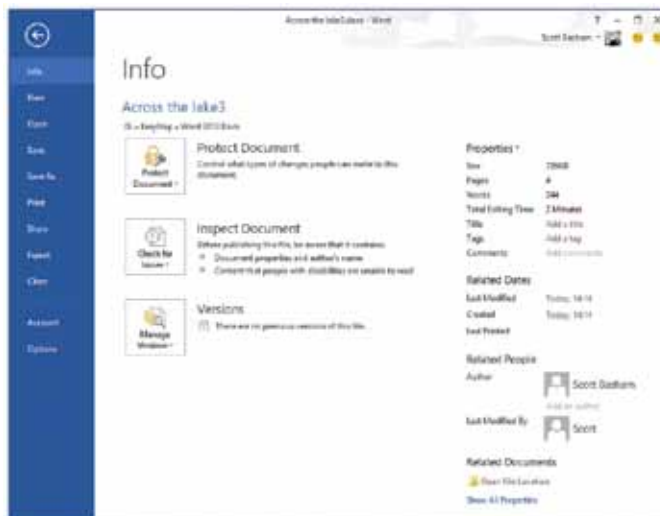 Across the lake3.docx - Word
Scott Basham
Info
Info
New
Open
Save
Save As
Print
Share
Export
Close
Account
Options
Across the lake3
Protect Document
Protect Document
Control what types of changes people can make to this document.
Check for Issues
Inspect Document
Before publishing this file, be aware that it contains:
Document properties and author's name
Content that people with disabilities are unable to read
Manage Versions
Versions
There are no previous versions of this file.
Properties
Size
Pages 4
Words 244
Total Editing Time 2 Minutes
Title Add a title
Tags Add a tag
Comments Add comments
Related Dates
Last Modified Today,
Created Today,
Last Printed
Related People
Author Scott Basham
Add an author
Last Modified By Scott
Related Documents
Open File Location
Show All Properties